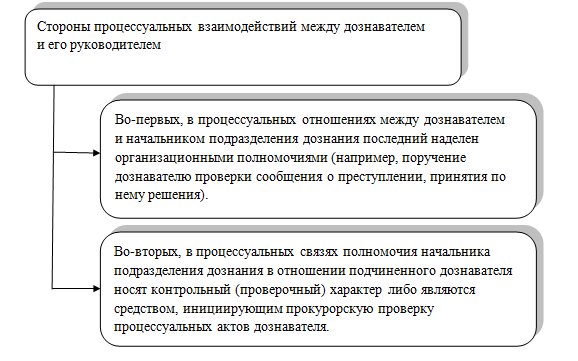 Стороны процессуальных взаимодействий между дознавателем
и его руководителем
Во-первых, в процессуальных отношениях между дознавателем
и начальником подразделения дознания последний наделен
организационными полномочиями (например, поручение
дознавателю проверки сообщения о преступлении, принятия по
нему решения).
Во-вторых, в процессуальных связях полномочия начальника
подразделения дознания в отношении подчиненного дознавателя
носят контрольный (проверочный) характер либо являются
средством, инициирующим прокурорскую проверку
процессуальных актов дознавателя.